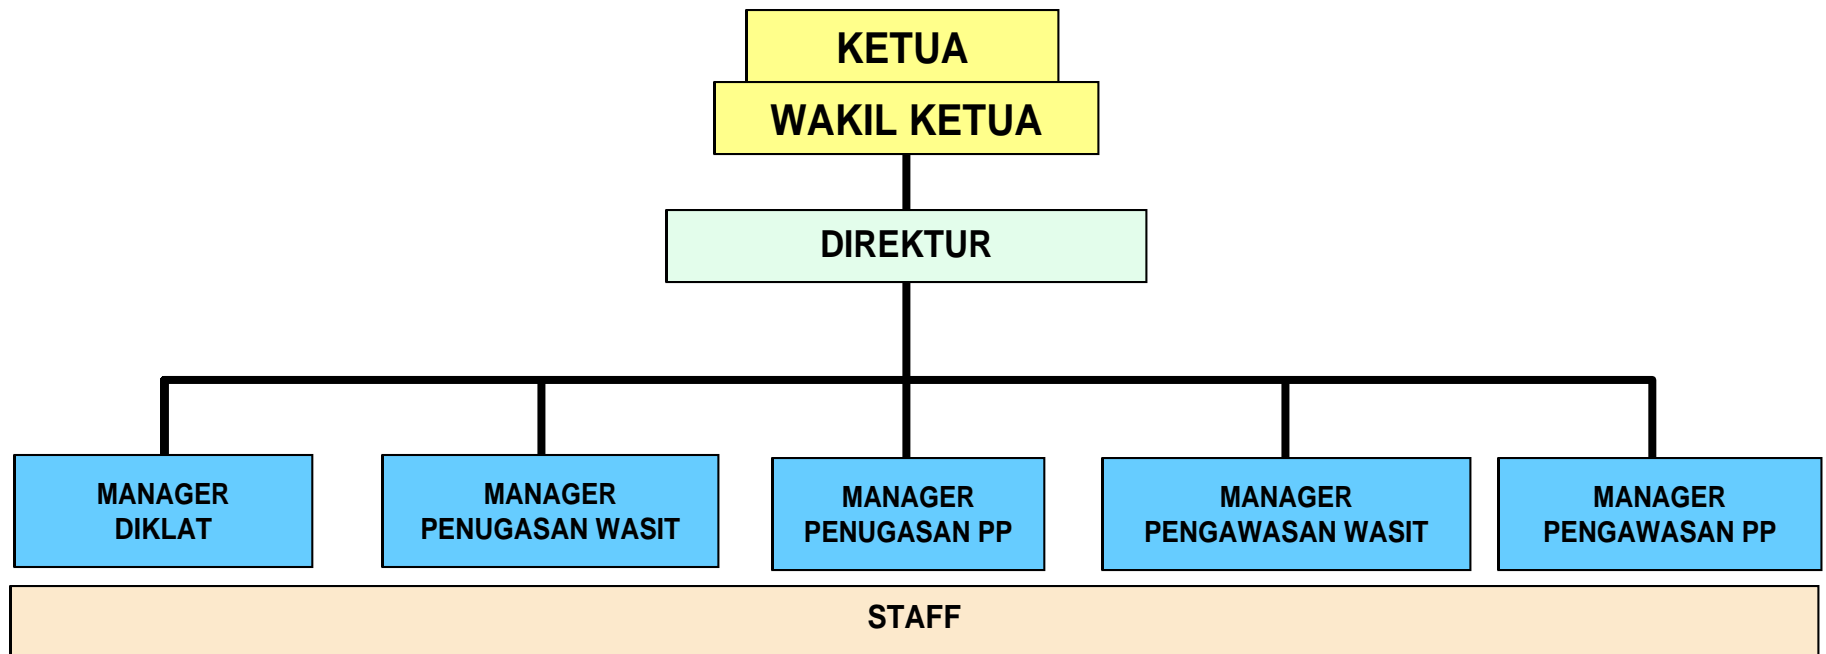 KETUA
WAKIL KETUA
DIREKTUR
MANAGER
DIKLAT
MANAGER
PENUGASAN WASIT
MANAGER
PENUGASAN PP
MANAGER
PENGAWASAN WASIT
MANAGER
PENGAWASAN PP
STAFF